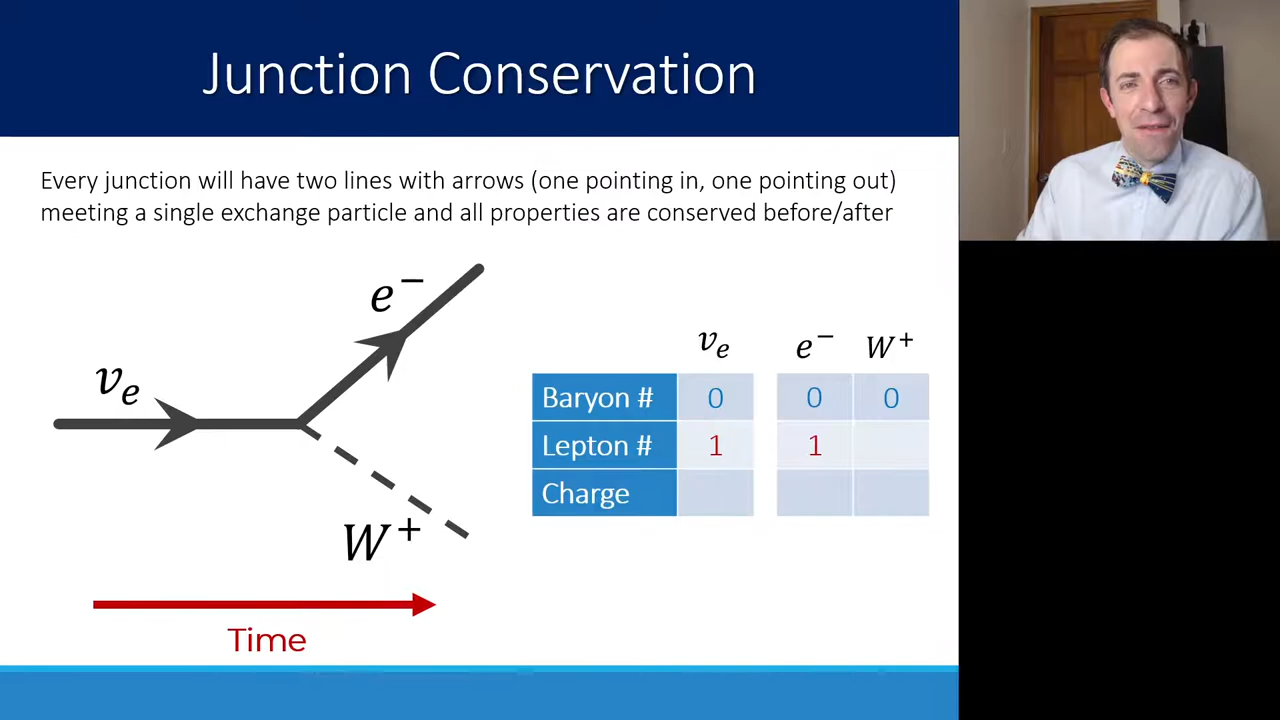 Junction Conservation
Every junction will have two lines with arrows (one pointing in, one pointing out)
meeting a single exchange particle and all properties are conserved before/after
e⁻
νₑ
W⁺
Time
νₑ e⁻ W⁺
Baryon # 0 0 0
Lepton # 1 1
Charge